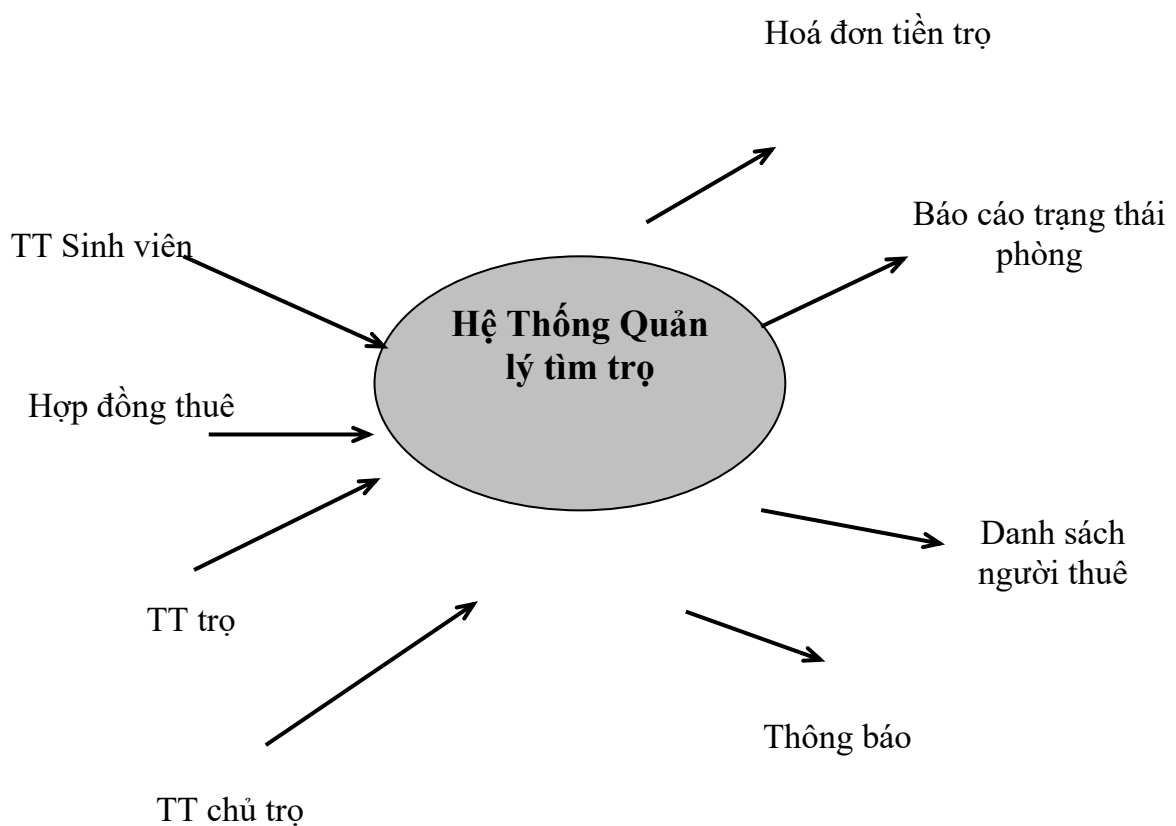 Hoá đơn tiền trọ
Báo cáo trạng thái
phòng
TT Sinh viên
Hệ Thống Quản
lý tìm trọ
Hợp đồng thuê
Danh sách
người thuê
TT trọ
Thông báo
TT chủ trọ